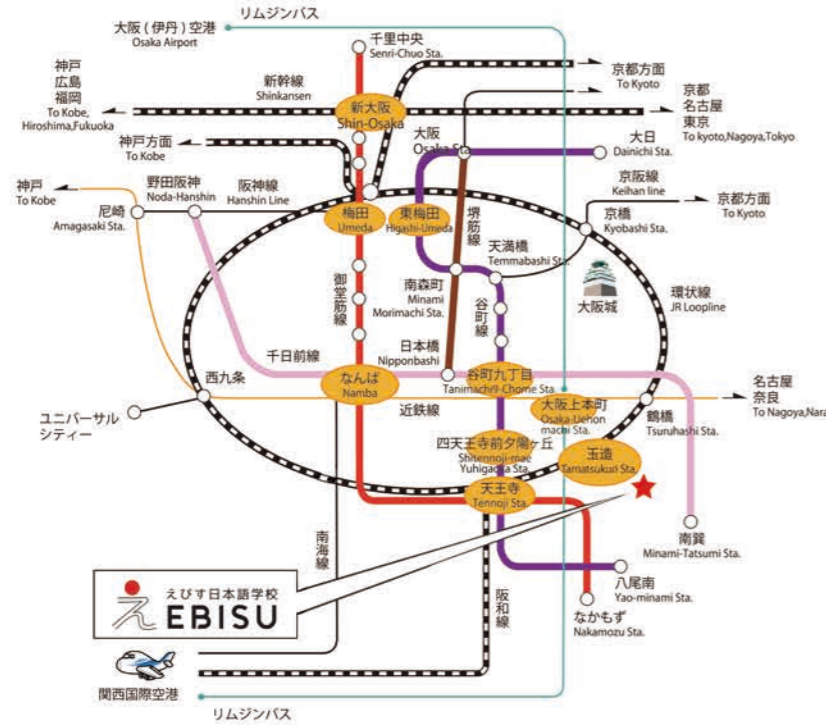 リムジンバス
大阪(伊丹)空港
Osaka Airport
千里中央
Senri-Chuo Sta.
神戸
広島
福岡
To Kobe,
Hiroshima,Fukuoka
新幹線
Shinkansen
新大阪
Shin-Osaka
京都方面
To Kyoto
京都
名古屋
東京
To kyoto,Nagoya,Tokyo
神戸方面
To Kobe
大阪
Osaka Sta.
大日
Dainichi Sta.
神戸
To Kobe
野田阪神
Noda-Hanshin
阪神線
Hanshin Line
尼崎
Amagasaki Sta.
梅田
Umeda
東梅田
Higashi-Umeda
堺筋線
京阪線
Keihan line
京橋
Kyobashi Sta.
京都方面
To Kyoto
天満橋
Temmabashi Sta.
御堂筋線
南森町
Minami
Morimachi Sta.
谷町線
大阪城
環状線
JR Loopline
千日前線
日本橋
Nipponbashi
西九条
なんば
Namba
近鉄線
谷町九丁目
Tanimachi9-Chome Sta.
大阪上本町
Osaka-Uehon
machi Sta.
鶴橋
Tsuruhashi Sta.
名古屋
奈良
To Nagoya,Nara
ユニバーサル
シティー
四天王寺前夕陽ヶ丘
Shitennoji-mae
Yuhigaoka Sta.
玉造
Tamatsukuri Sta.
天王寺
Tennoji Sta.
南海線
阪和線
南巽
Minami-Tatsumi Sta.
八尾南
Yao-minami Sta.
なかもず
Nakamozu Sta.
え
えびす日本語学校
EBISU
関西国際空港
リムジンバス